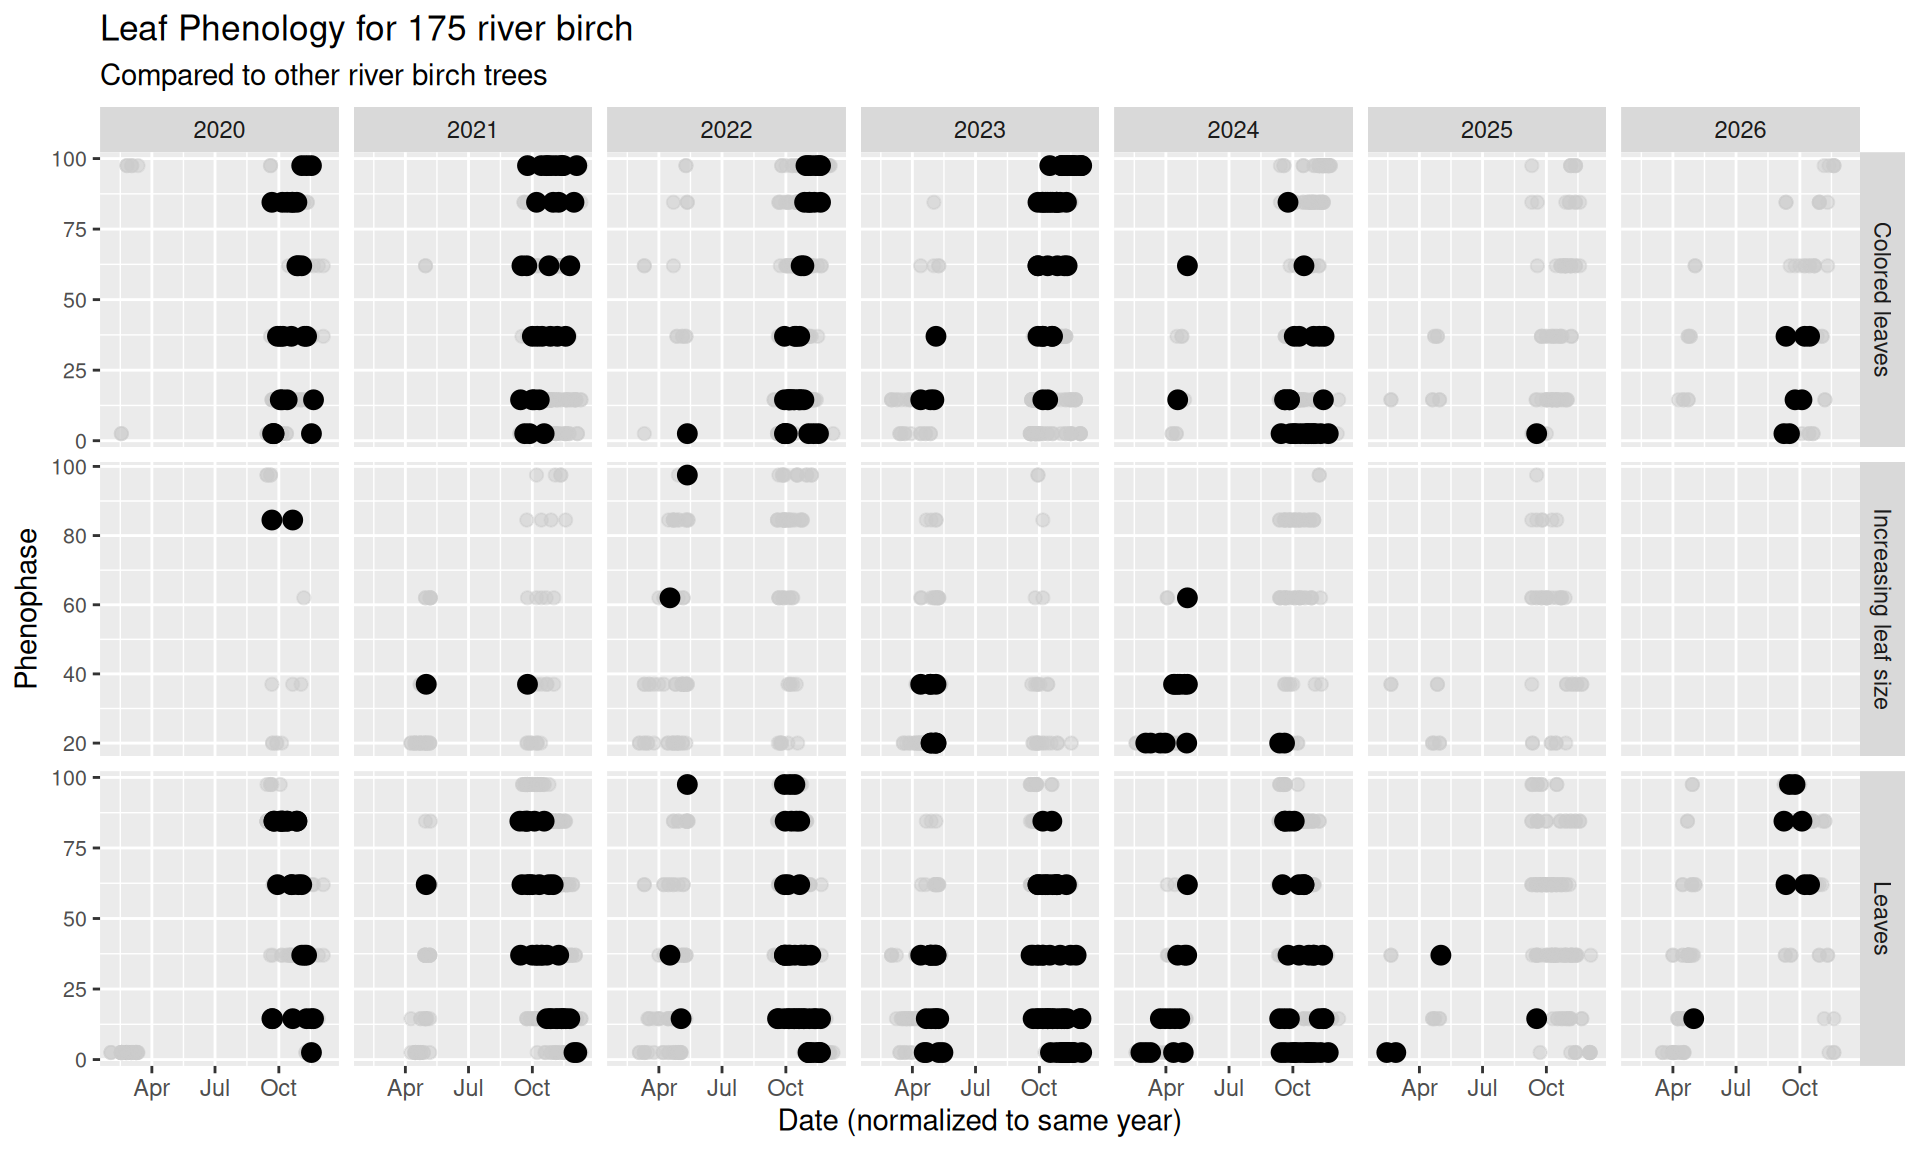 Leaf Phenology for 175 river birch
Compared to other river birch trees
2020 2021 2022 2023 2024 2025 2026
100
75
50
25
0
Colored leaves
100
80
60
40
20
Increasing leaf size
100
75
50
25
0
Leaves
Phenophase
Apr Jul Oct Apr Jul Oct Apr Jul Oct Apr Jul Oct Apr Jul Oct Apr Jul Oct Apr Jul Oct
Date (normalized to same year)